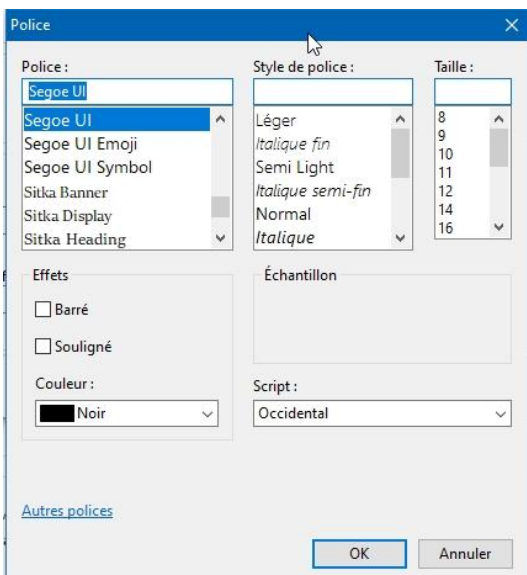 Police
Police :
Segoe UI
Segoe UI
Segoe UI Emoji
Segoe UI Symbol
Sitka Banner
Sitka Display
Sitka Heading
Style de police :
Léger
Italique fin
Semi Light
Italique semi-fin
Normal
Italique
Taille :
8
9
10
11
12
14
16
Effets
Barré
Souligné
Couleur :
Noir
Échantillon
Script :
Occidental
Autres polices
OK
Annuler